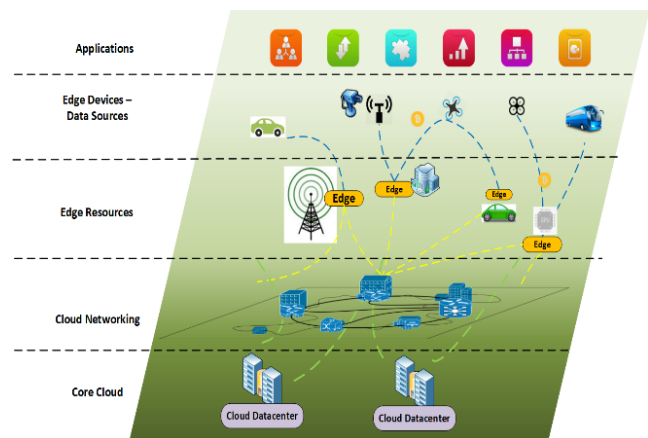 Applications
Edge Devices –
Data Sources
Edge Resources
Edge
Edge
Edge
Edge
Cloud Networking
Core Cloud
Cloud Datacenter
Cloud Datacenter